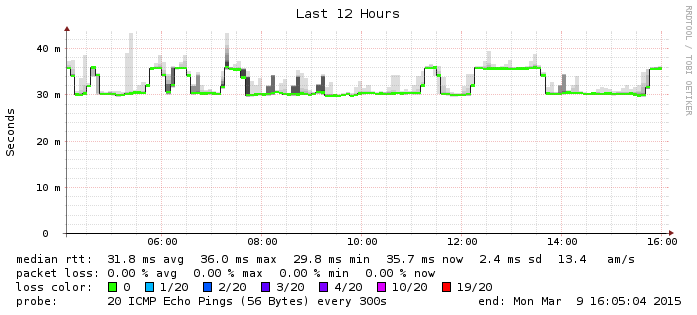 Last 12 Hours
RRDTOOL / TOBI OETIKER
Seconds
40 m
30 m
20 m
10 m
0
06:00 08:00 10:00 12:00 14:00 16:00
median rtt: 31.8 ms avg 36.0 ms max 29.8 ms min 35.7 ms now 2.4 ms sd 13.4 am/s
packet loss: 0.00 % avg 0.00 % max 0.00 % min 0.00 % now
loss color: 0 1/20 2/20 3/20 4/20 10/20 19/20
probe: 20 ICMP Echo Pings (56 Bytes) every 300s end: Mon Mar 9 16:05:04 2015